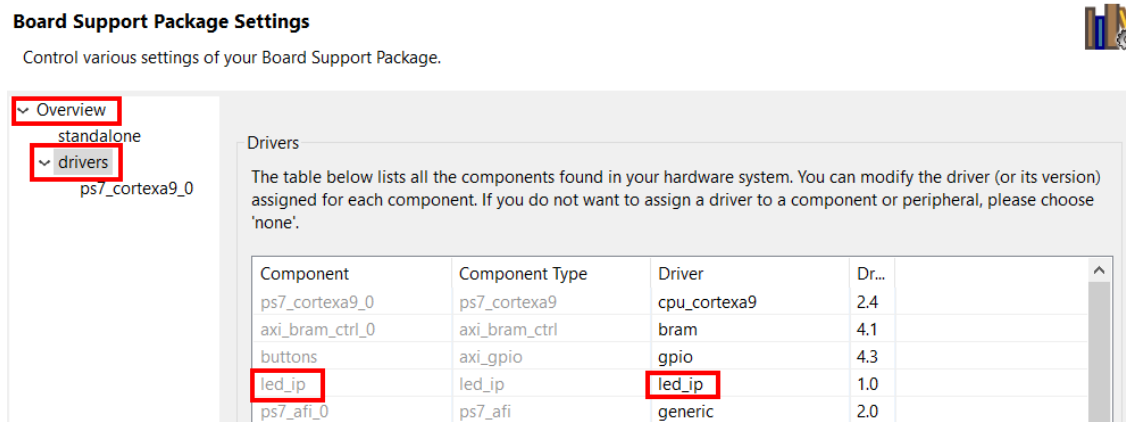 Board Support Package Settings
Control various settings of your Board Support Package.
Overview
standalone
drivers
ps7_cortexa9_0
Drivers
The table below lists all the components found in your hardware system. You can modify the driver (or its version)
assigned for each component. If you do not want to assign a driver to a component or peripheral, please choose
'none'.
Component Component Type Driver Dr...
ps7_cortexa9_0 ps7_cortexa9 cpu_cortexa9 2.4
axi_bram_ctrl_0 axi_bram_ctrl bram 4.1
buttons axi_gpio gpio 4.3
led_ip led_ip led_ip 1.0
ps7_afi_0 ps7_afi generic 2.0